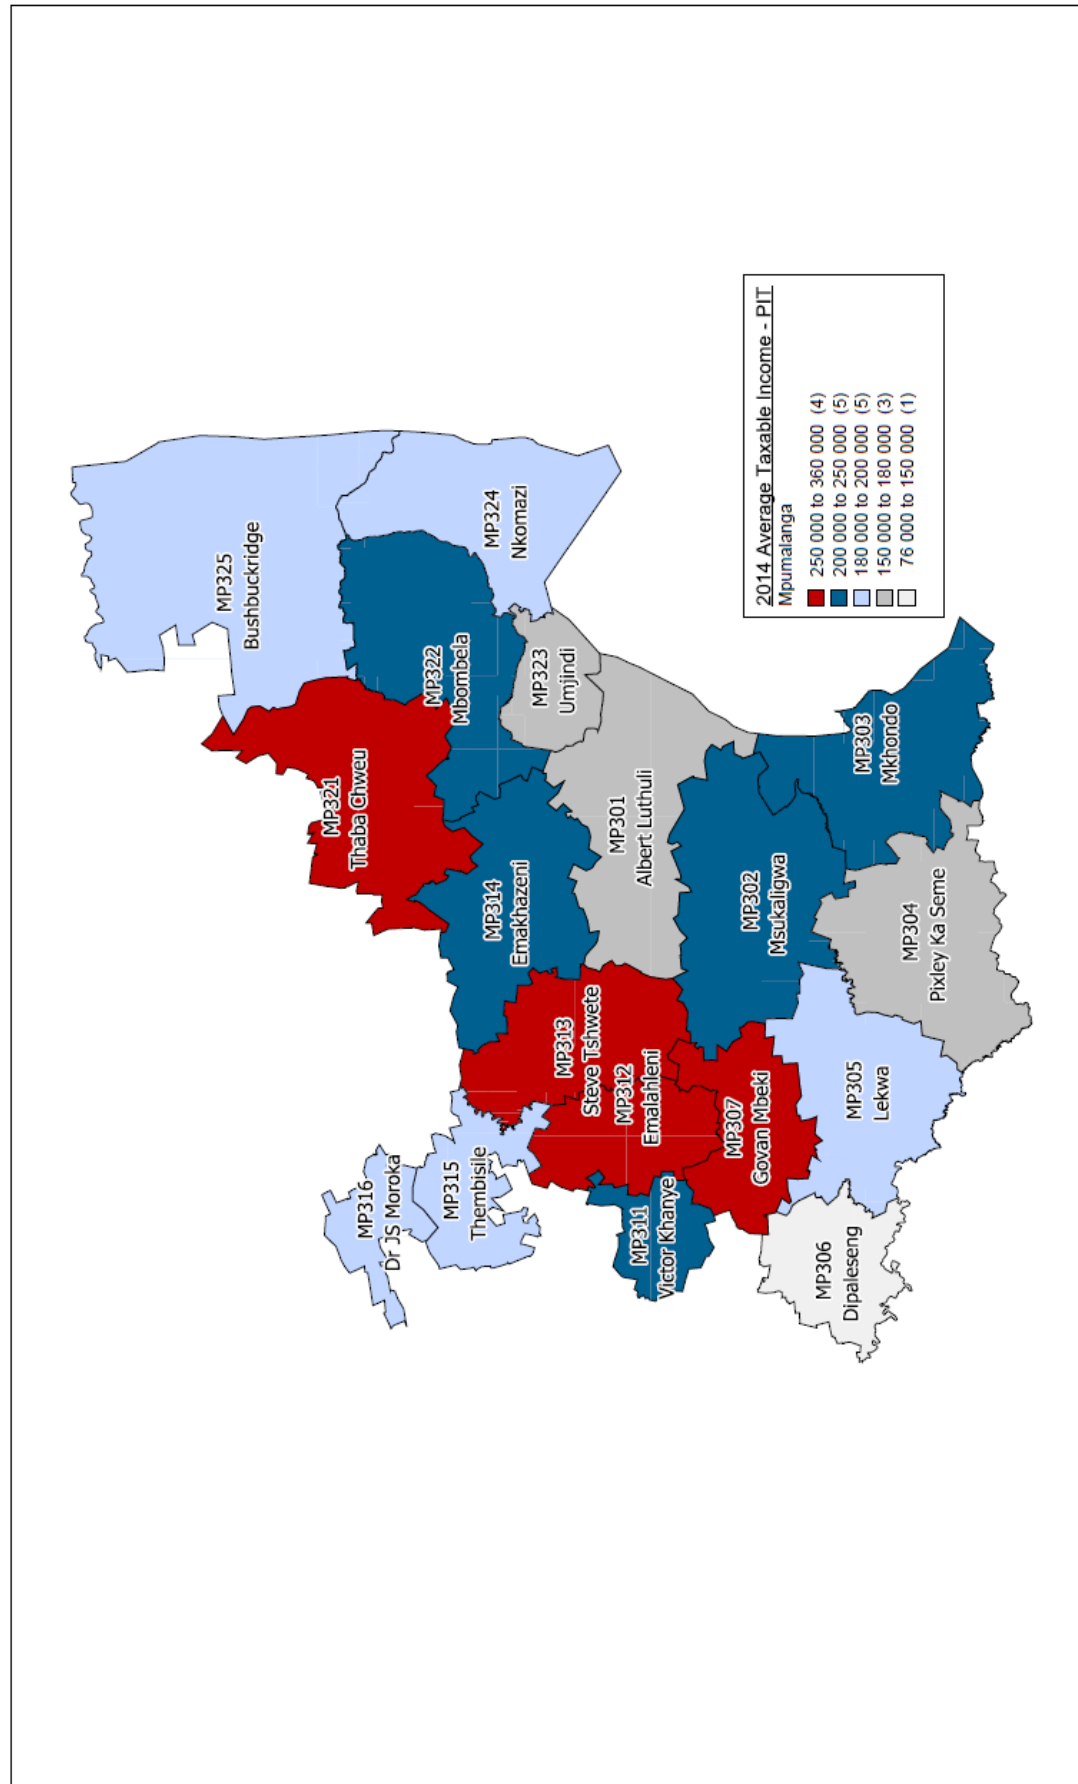 MP325
Bushbuckridge
MP321
Thaba Chweu
MP316
Dr JS Moroka
MP322
Mbombela
MP324
Nkomazi
MP315
Thembisile
MP314
Emakhazeni
MP323
Umjindi
MP313
Steve Tshwete
MP301
Albert Luthuli
MP312
Emalahleni
MP311
Victor Khanye
MP307
Govan Mbeki
MP302
Msukaligwa
MP303
Mkhondo
MP306
Dipaleseng
MP305
Lekwa
MP304
Pixley Ka Seme
2014 Average Taxable Income - PIT
Mpumalanga
250 000 to 360 000 (4)
200 000 to 250 000 (5)
180 000 to 200 000 (5)
150 000 to 180 000 (3)
76 000 to 150 000 (1)